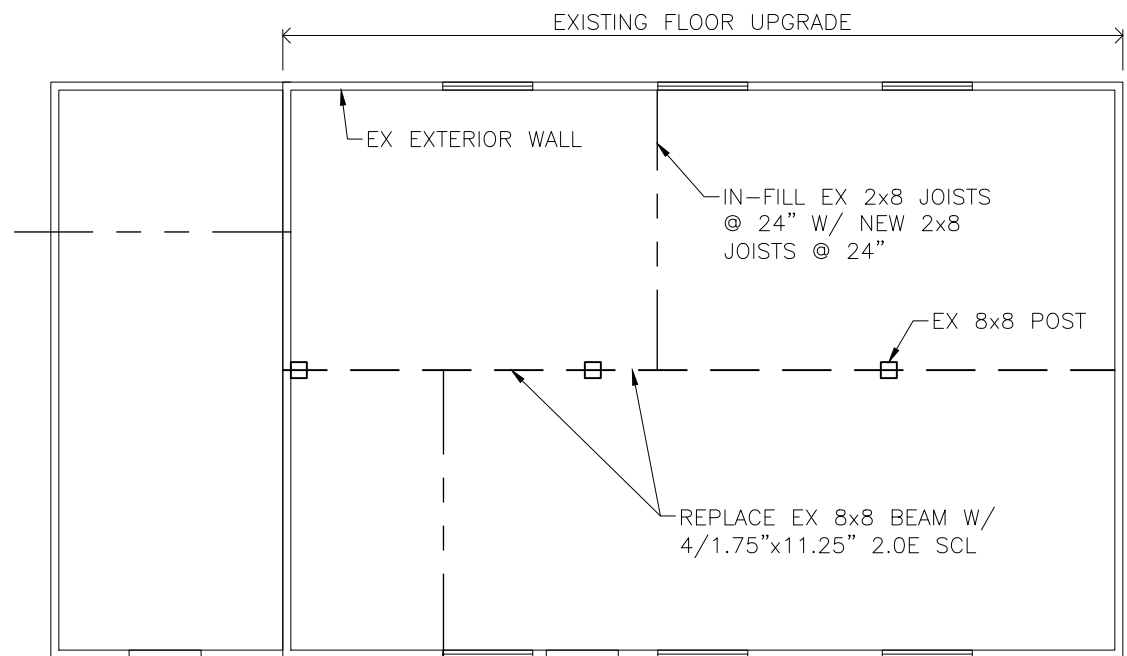 EXISTING FLOOR UPGRADE
EX EXTERIOR WALL
IN-FILL EX 2x8 JOISTS
@ 24” W/ NEW 2x8
JOISTS @ 24”
EX 8x8 POST
REPLACE EX 8x8 BEAM W/
4/1.75”x11.25” 2.0E SCL